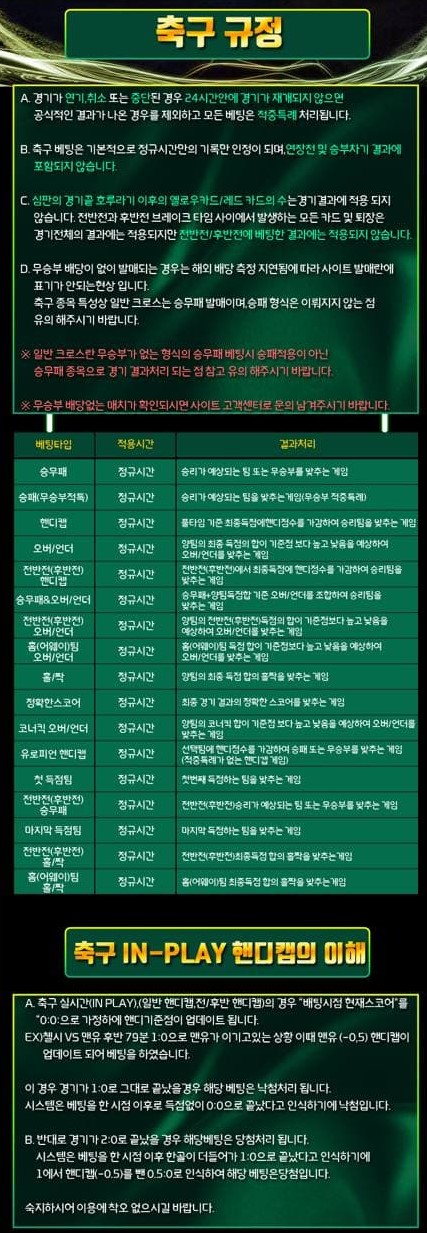 축구 규정
A. 경기가 연기,취소 또는 중단된 경우 24시간안에 경기가 재개되지 않으면
공식적인 결과가 나온 경우를 제외하고 모든 베팅은 적중특례 처리됩니다.
B. 축구 베팅은 기본적으로 정규시간만의 기록만 인정이 되며,연장전 및 승부차기 결과에
포함되지 않습니다.
C. 심판의 경기끝 호루라기 이후의 옐로우카드/레드 카드의 수는경기결과에 적용 되지
않습니다. 전반전과 후반전 브레이크 타임 사이에서 발생하는 모든 카드 및 퇴장은
경기전체의 결과에는 적용되지만 전반전/후반전에 베팅한 결과에는 적용되지 않습니다.
D. 무승부 배당이 없이 발매되는 경우는 해외 배당 측정 지연됨에 따라 사이트 발매란에
표기가 안되는현상 입니다.
축구 종목 특성상 일반 크로스는 승무패 발매이며,승패 형식은 이뤄지지 않는 점
유의 해주시기 바랍니다.
※ 일반 크로스란 무승부가 없는 형식의 승무패 베팅시 승패적용이 아닌
승무패 종목으로 경기 결과처리 되는 점 참고 유의 해주시기 바랍니다.
※ 무승부 배당없는 매치가 확인되시면 사이트 고객센터로 문의 남겨주시기 바랍니다.
베팅타입 적용시간 결과처리
승무패 정규시간 승리가 예상되는 팀 또는 무승부를 맞추는 게임
승패(무승부적특) 정규시간 승리가 예상되는 팀을 맞추는게임(무승부 적중특례)
핸디캡 정규시간 풀타임 기준 최종득점에핸디점수를 가감하여 승리팀을 맞추는 게임
오버/언더 정규시간 양팀의 최종 득점의 합이 기준점 보다 높고 낮음을 예상하여
오버/언더를 맞추는 게임
전반전(후반전)
핸디캡 정규시간 전반전(후반전)에서 최종득점에 핸디점수를 가감하여 승리팀을
맞추는 게임
승무패&오버/언더 정규시간 승무패+양팀득점합 기준 오버/언더를 조합하여 승리팀을
맞추는 게임
전반전(후반전)
오버/언더 정규시간 양팀의 전반전(후반전)득점의 합이 기준점보다 높고 낮음을
예상하여 오버/언더를 맞추는 게임
홈(어웨이)팀
오버/언더 정규시간 홈(어웨이)팀 득점 합이 기준점보다 높고 낮음을 예상하여
오버/언더를 맞추는 게임
홀/짝 정규시간 양팀의 최종 득점 합의 홀짝을 맞추는 게임
정확한스코어 정규시간 최종 경기 결과의 정확한 스코어를 맞추는 게임
코너킥 오버/언더 정규시간 양팀의 코너킥 합이 기준점 보다 높고 낮음을 예상하여 오버/언더를
맞추는 게임
유로피언 핸디캡 정규시간 선택팀에 핸디점수를 가감하여 승패 또는 무승부를 맞추는 게임
(적중특례가 없는 핸디캡 게임)
첫 득점팀 정규시간 첫번째 득점하는 팀을 맞추는 게임
전반전(후반전)
승무패 정규시간 전반전(후반전)승리가 예상되는 팀 또는 무승부를 맞추는 게임
마지막 득점팀 정규시간 마지막 득점하는 팀을 맞추는 게임
전반전(후반전)
홀/짝 정규시간 전반전(후반전)최종득점 합의 홀짝을 맞추는게임
홈(어웨이)팀
홀/짝 정규시간 홈(어웨이)팀 최종득점 합의 홀짝을 맞추는게임
축구 IN-PLAY 핸디캡의 이해
A. 축구 실시간(IN PLAY),(일반 핸디캡,전/후반 핸디캡)의 경우 "배팅시점 현재스코어"를
"0:0:으로 가정하에 핸디기준점이 업데이트 됩니다.
EX)첼시 VS 맨유 후반 79분 1:0으로 맨유가 이기고있는 상황 이때 맨유 (-0,5) 핸디캡이
업데이트 되어 베팅을 하였습니다.
이 경우 경기가 1:0로 그대로 끝났을경우 해당 베팅은 낙첨처리 됩니다.
시스템은 베팅을 한 시점 이후로 득점없이 0:0으로 끝났다고 인식하기에 낙첨입니다.
B. 반대로 경기가 2:0로 끝났을 경우 해당베팅은 당첨처리 됩니다.
시스템은 베팅을 한 시점 이후 한골이 더들어가 1:0으로 끝났다고 인식하기에
1에서 핸디캡(-0.5)를 뺀 0.5:0로 인식하여 해당 베팅은당첨입니다.
숙지하시어 이용에 착오 없으시길 바랍니다.